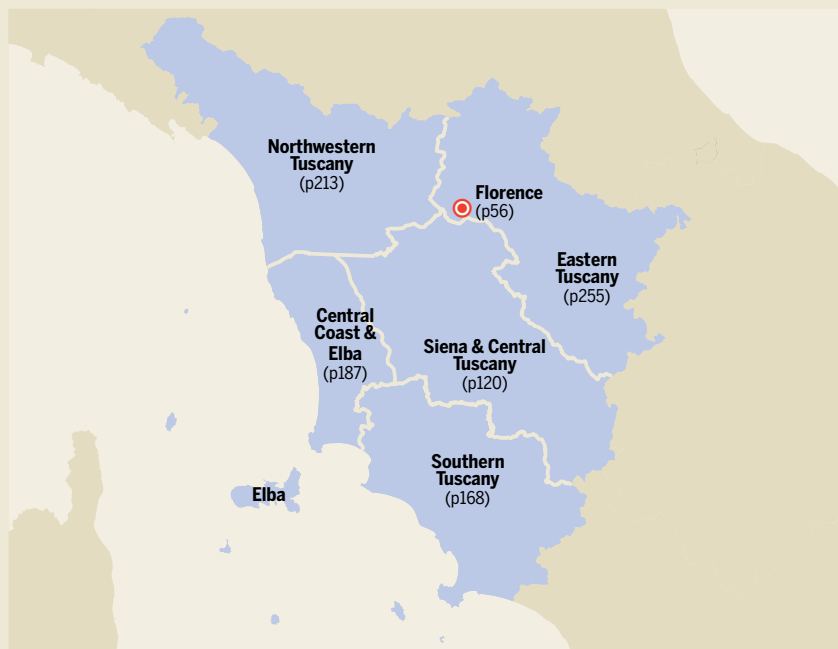 Northwestern
Tuscany
(p213)
Florence
(p56)
Eastern
Tuscany
(p255)
Central
Coast &
Elba
(p187)
Siena & Central
Tuscany
(p120)
Southern
Tuscany
(p168)
Elba